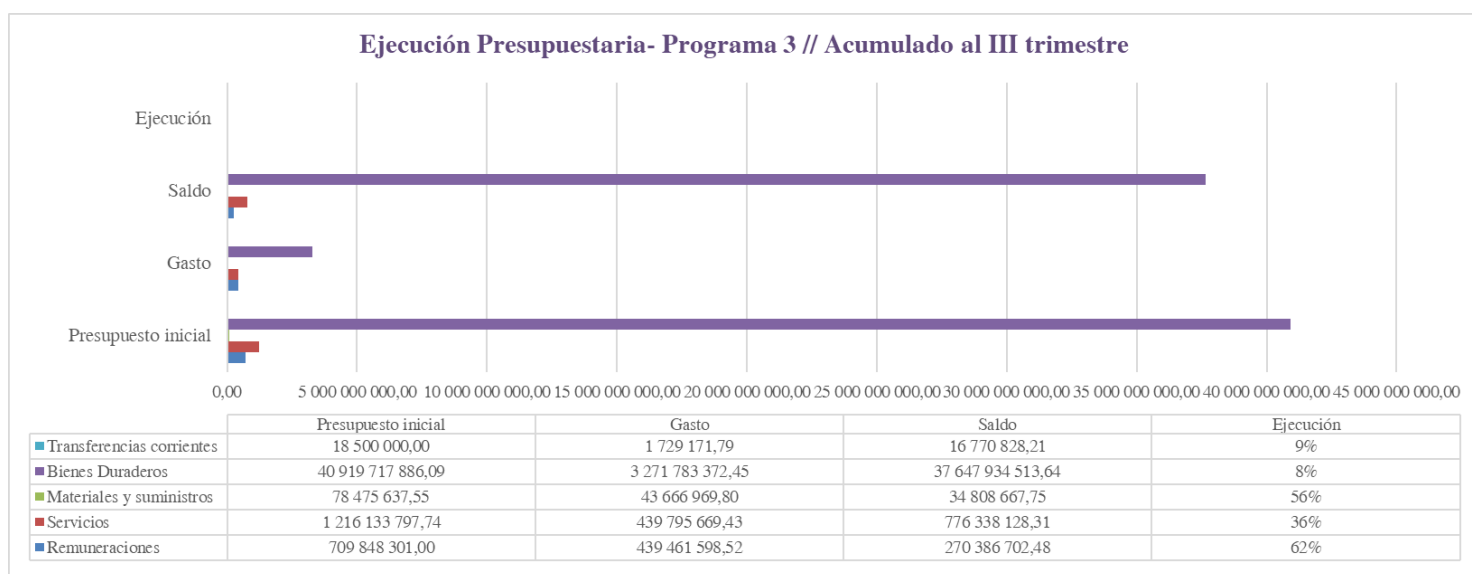 Ejecución Presupuestaria- Programa 3 // Acumulado al III trimestre
Ejecución
Saldo
Gasto
Presupuesto inicial
0,00 5 000 000 000,00 10 000 000 000,00 15 000 000 000,00 20 000 000 000,00 25 000 000 000,00 30 000 000 000,00 35 000 000 000,00 40 000 000 000,00 45 000 000 000,00
Presupuesto inicial Gasto Saldo Ejecución
Transferencias corrientes 18 500 000,00 1 729 171,79 16 770 828,21 9%
Bienes Duraderos 40 919 717 886,09 3 271 783 372,45 37 647 934 513,64 8%
Materiales y suministros 78 475 637,55 43 666 969,80 34 808 667,75 56%
Servicios 1 216 133 797,74 439 795 669,43 776 338 128,31 36%
Remuneraciones 709 848 301,00 439 461 598,52 270 386 702,48 62%